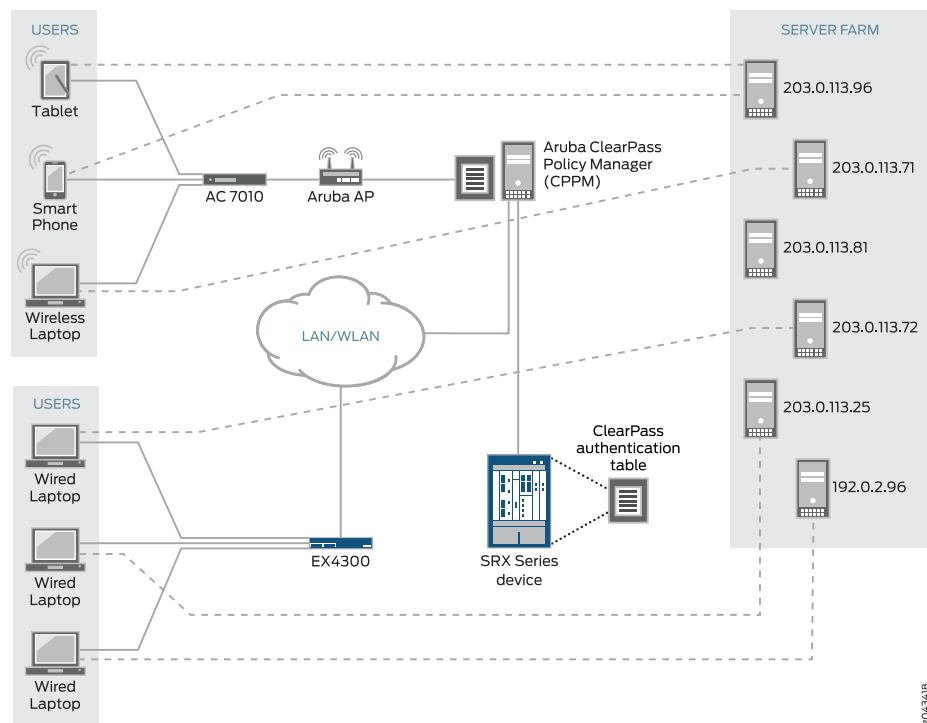 USERS
Tablet
Smart
Phone
Wireless
Laptop
AC 7010
Aruba AP
Aruba ClearPass
Policy Manager
(CPPM)
SERVER FARM
203.0.113.96
203.0.113.71
203.0.113.81
203.0.113.72
203.0.113.25
192.0.2.96
LAN/WLAN
USERS
Wired
Laptop
Wired
Laptop
Wired
Laptop
EX4300
ClearPass
authentication
table
SRX Series
device
g043418